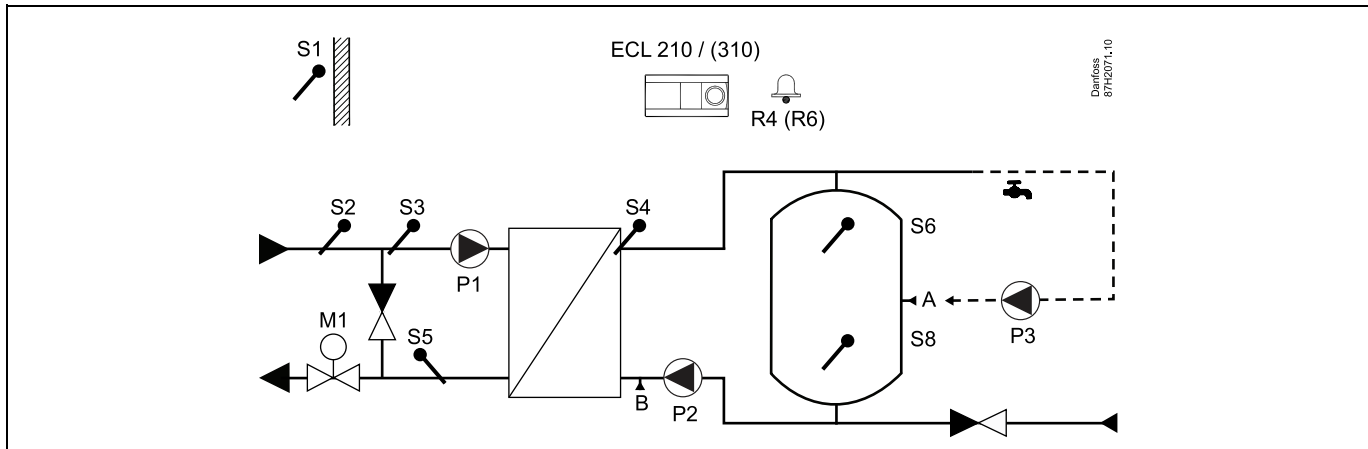 S1
ECL 210 / (310)
R4 (R6)
Danfoss
87H2071.10
S2
S3
P1
S4
S6
A
P3
S8
M1
S5
B
P2